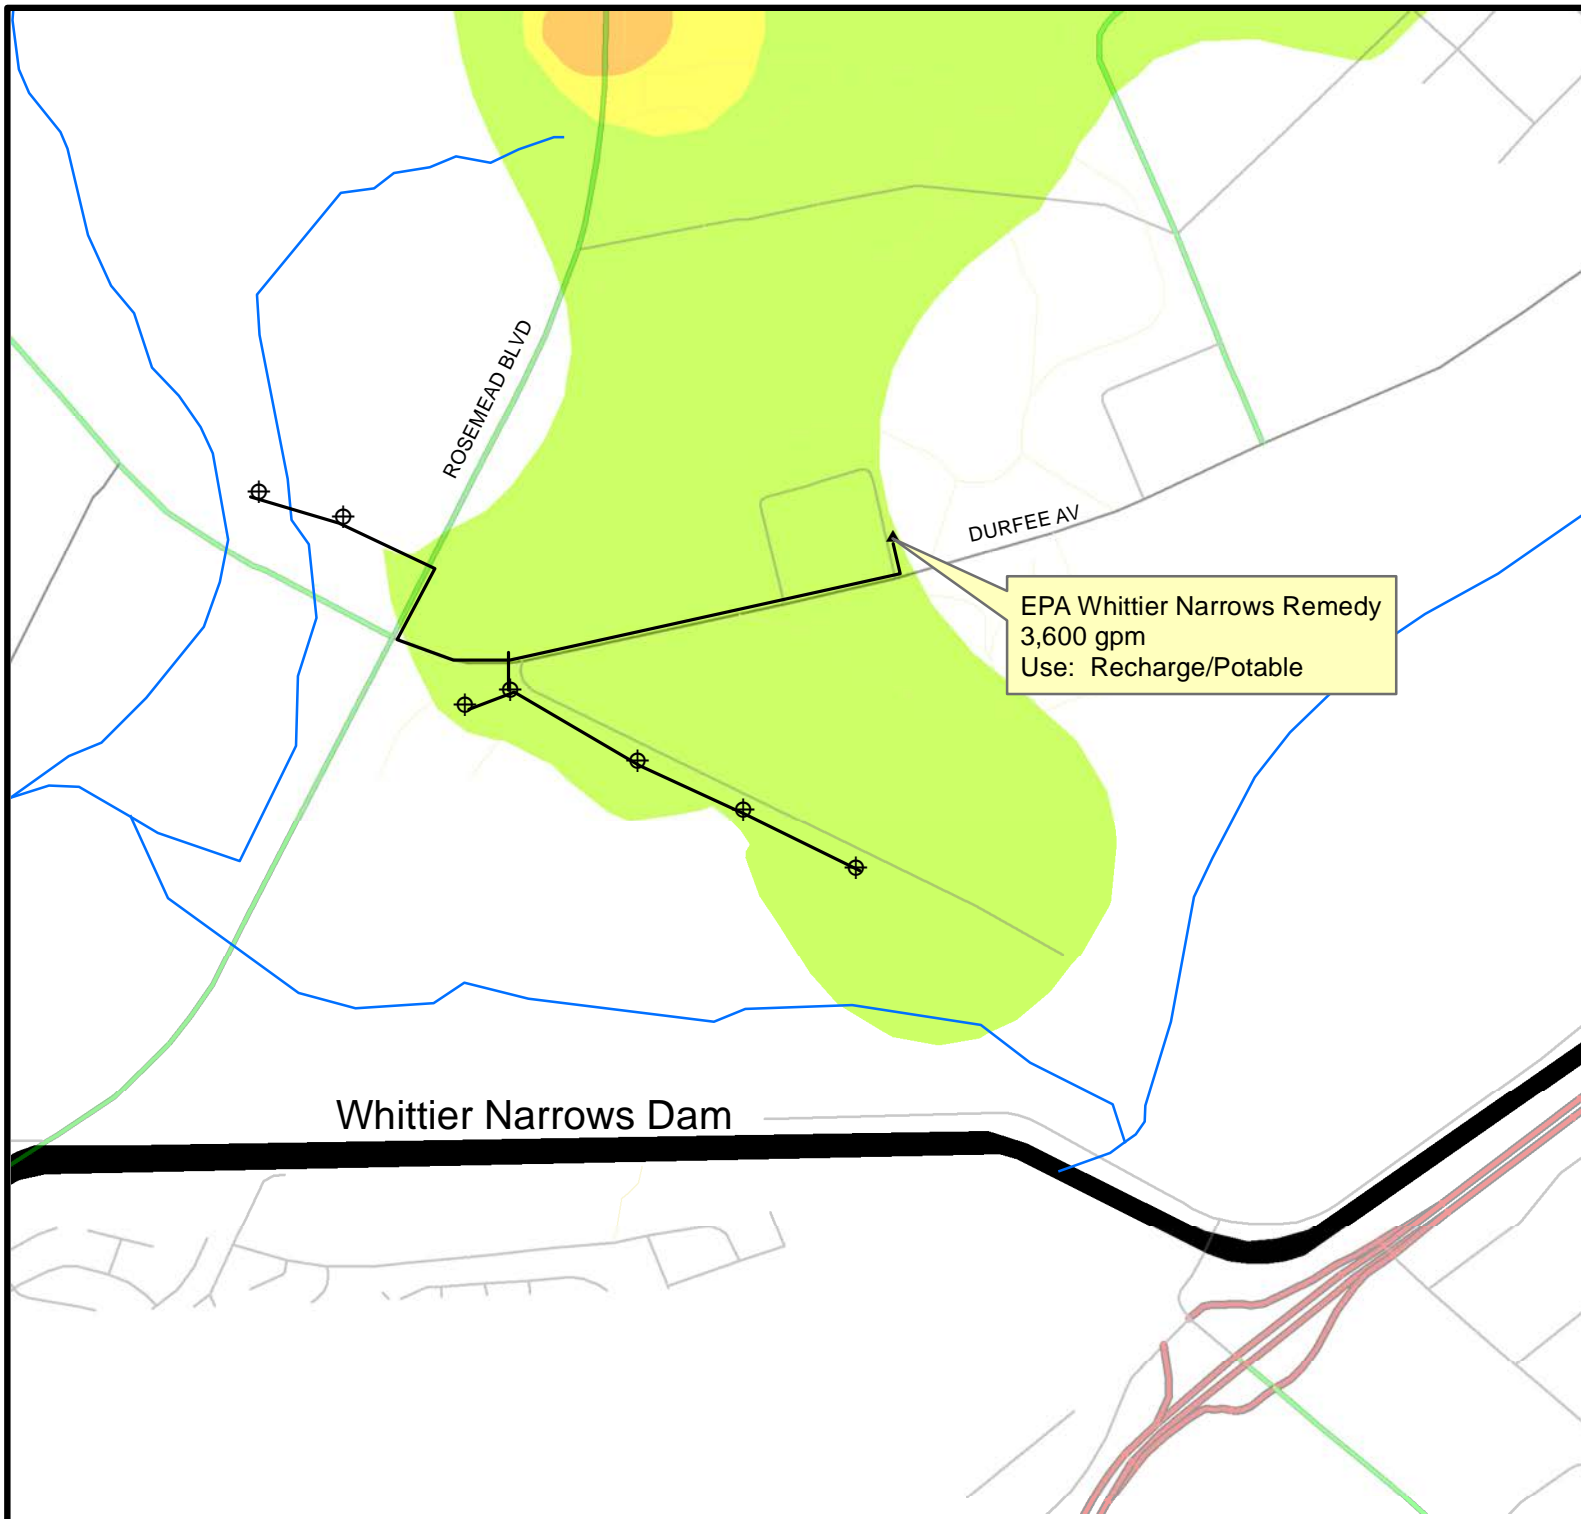 ROSEMEAD BLVD
DURFEE AV
EPA Whittier Narrows Remedy
3,600 gpm
Use:  Recharge/Potable
Whittier Narrows Dam